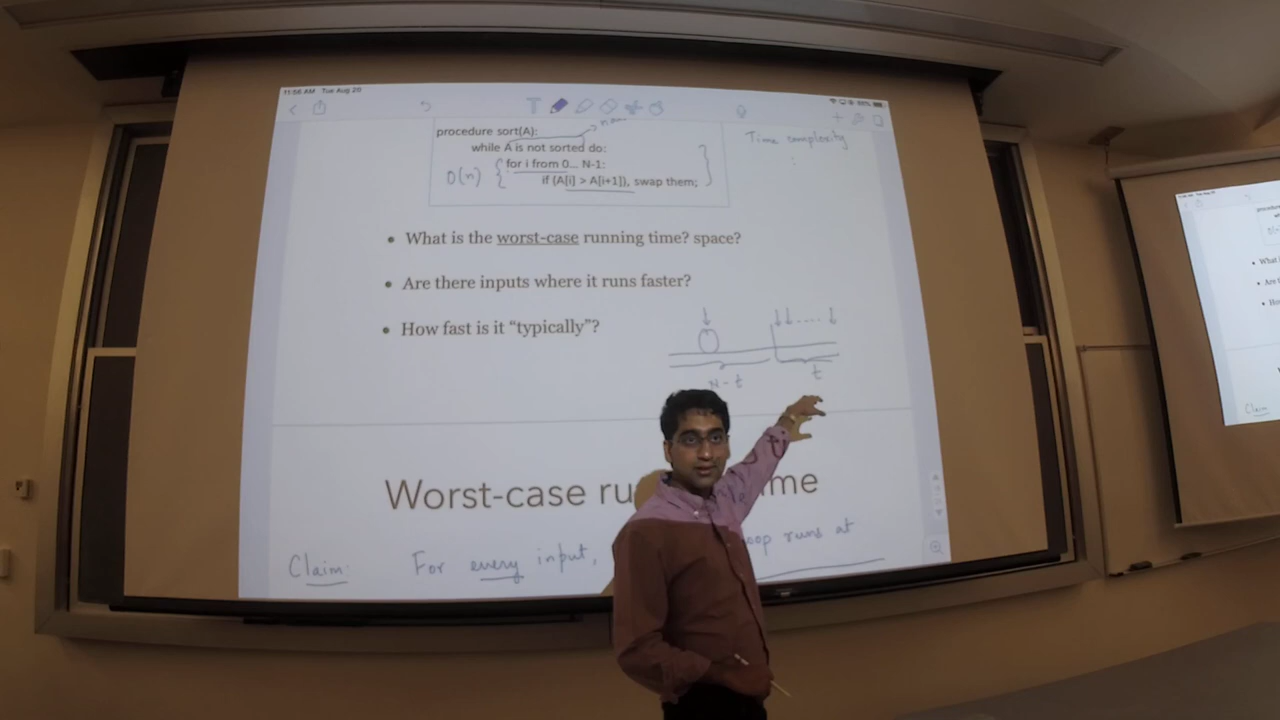 11:56 AM Tue Aug 20
procedure sort(A):
while A is not sorted do:
for i from 0... N-1:
if (A[i] > A[i+1]), swap them;
O(n)
Time complexity
• What is the worst-case running time? space?
• Are there inputs where it runs faster?
• How fast is it “typically”?
N - t
t
Worst-case ru me
Claim: For every input, oop runs at
Claim